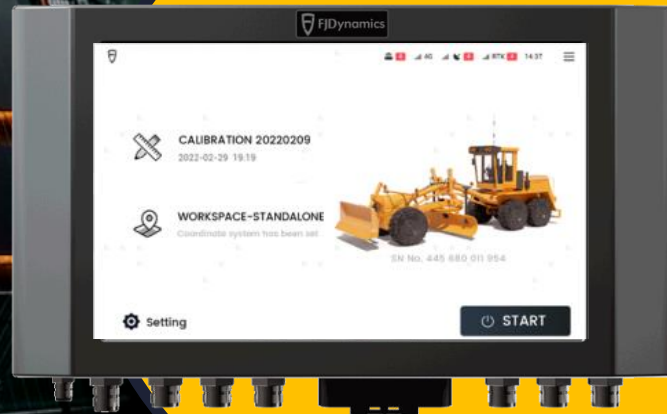 FJDynamics
4G RTK 14:37
CALIBRATION 20220209
2022-02-29 19:19
WORKSPACE-STANDALONE
Coordinate system has been set
SN No. 445 680 011 954
Setting
START